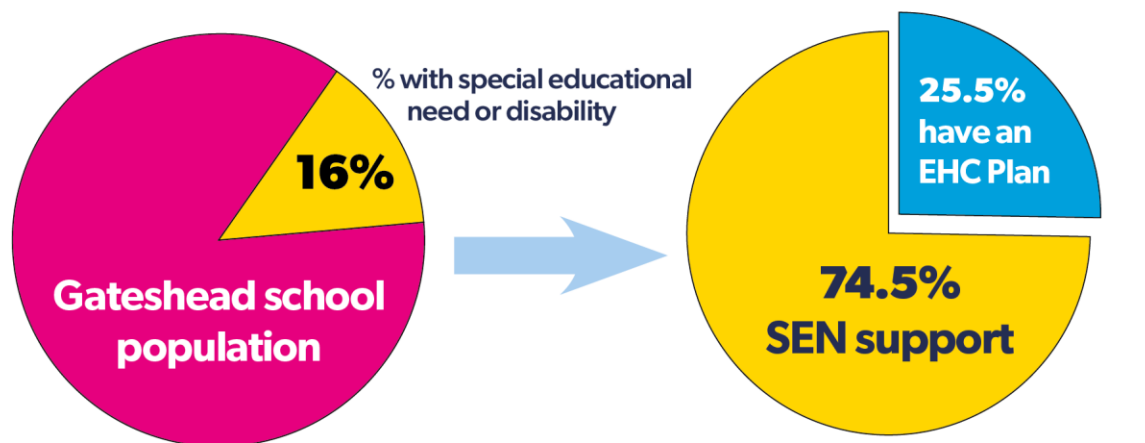 % with special educational
need or disability
16%
Gateshead school
population
25.5%
have an
EHC Plan
74.5%
SEN support